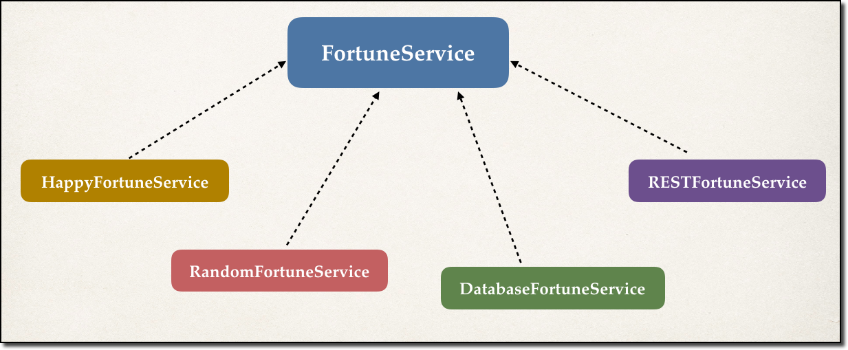 FortuneService
HappyFortuneService
RESTFortuneService
RandomFortuneService
DatabaseFortuneService